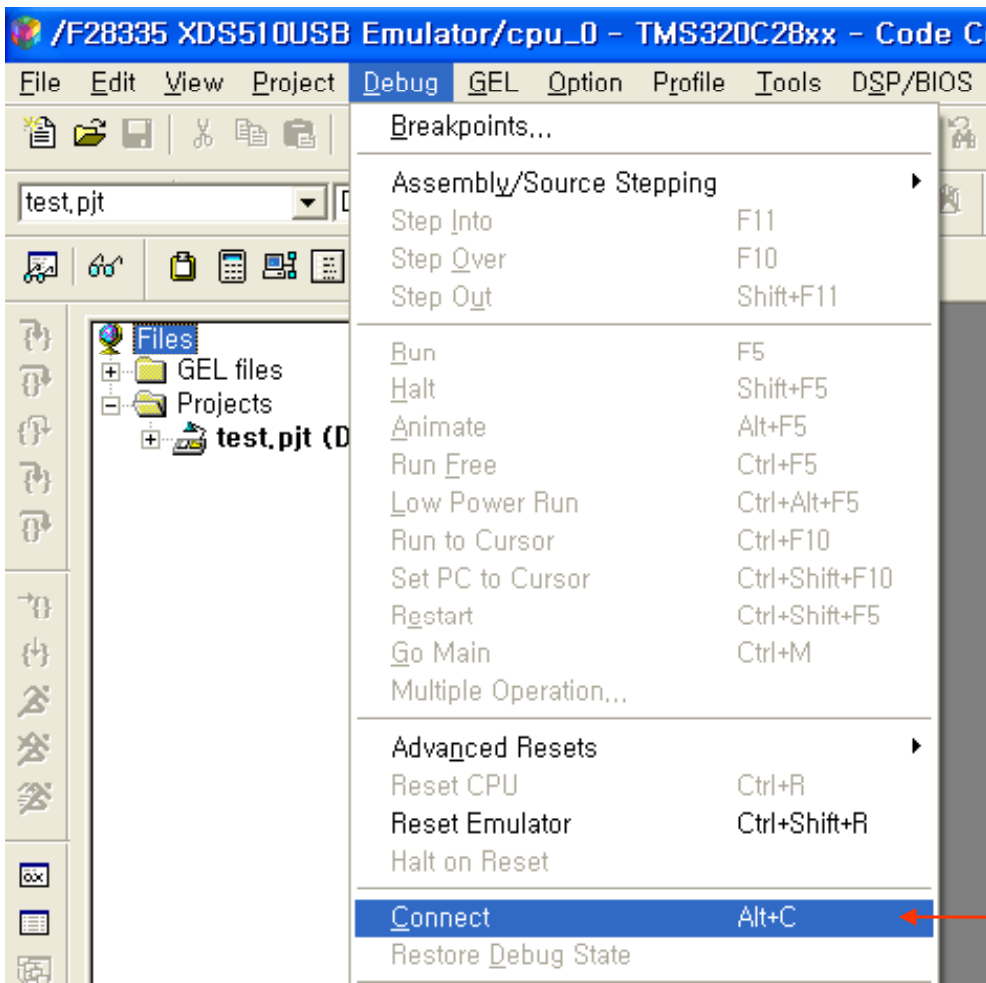 /F28335 XDS510USB Emulator/cpu_0 - TMS320C28xx - Code C
File Edit View Project Debug GEL Option Profile Tools DSP/BIOS
test.pjt
Files
GEL files
Projects
test.pjt (D
Breakpoints...
Assembly/Source Stepping
Step Into F11
Step Over F10
Step Out Shift+F11
Run F5
Halt Shift+F5
Animate Alt+F5
Run Free Ctrl+F5
Low Power Run Ctrl+Alt+F5
Run to Cursor Ctrl+F10
Set PC to Cursor Ctrl+Shift+F10
Restart Ctrl+Shift+F5
Go Main Ctrl+M
Multiple Operation...
Advanced Resets
Reset CPU Ctrl+R
Reset Emulator Ctrl+Shift+R
Halt on Reset
Connect Alt+C
Restore Debug State